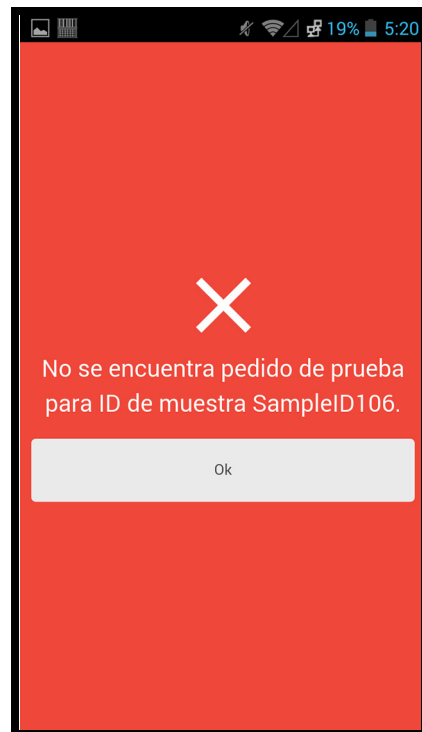 19% 5:20
No se encuentra pedido de prueba
para ID de muestra SampleID106.
Ok